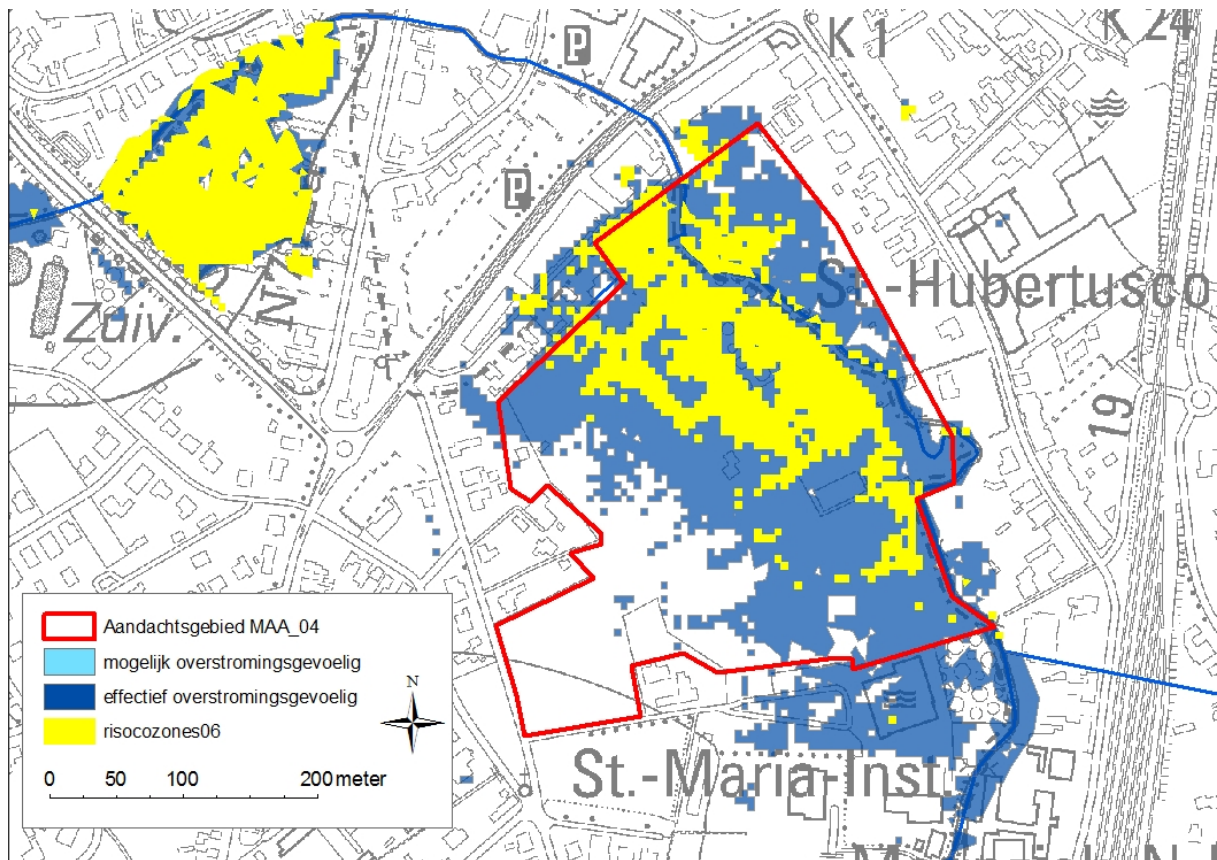 K 1
K 24
P
P
St.-Hubertusco
Zuiv.
N
19
Aandachtsgebied MAA_04
mogelijk overstromingsgevoelig
effectief overstromingsgevoelig
risocozones06
N
0 50 100 200 meter
St.-Maria-Inst.